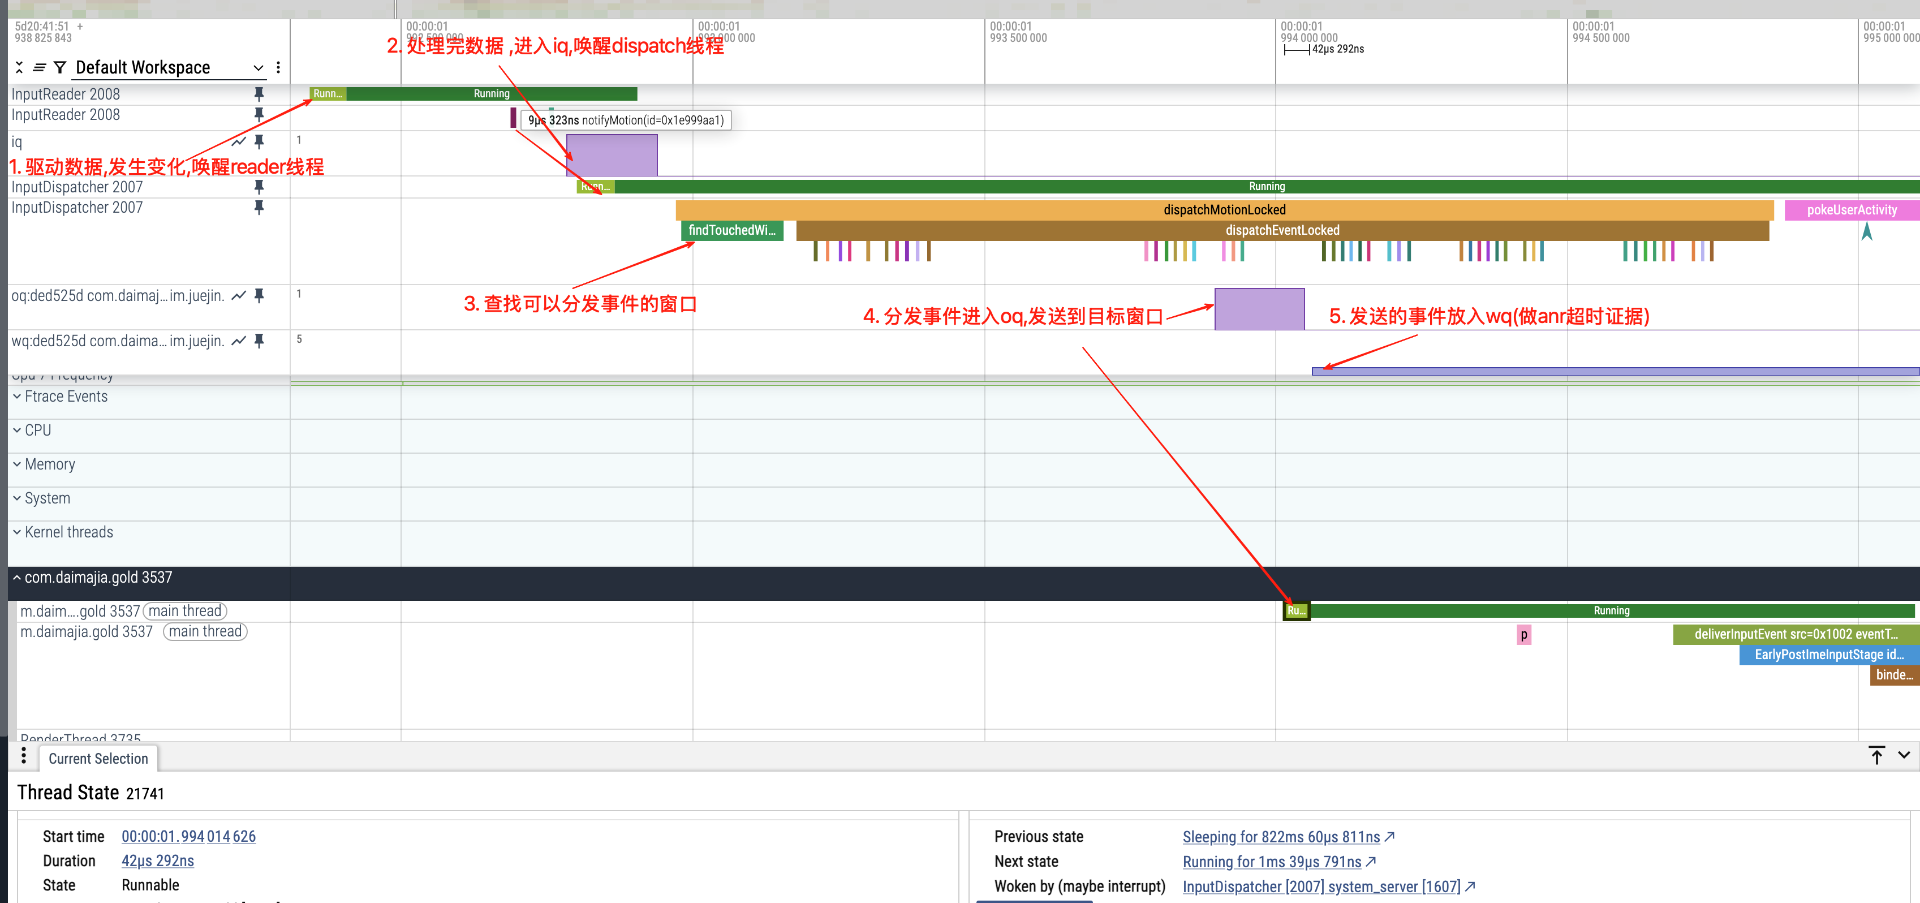 5d20:41:51 +
938 825 843
00:00:01
00:00:01
000 000
00:00:01
993 500 000
00:00:01
994 000 000
42µs 292ns
00:00:01
994 500 000
00:00:01
995 000 000
2. 处理完数据 ,进入iq,唤醒dispatch线程
Default Workspace
InputReader 2008
Runn...
Running
InputReader 2008
9µs 323ns notifyMotion(id=0x1e999aa1)
iq
1
1. 驱动数据,发生变化,唤醒reader线程
InputDispatcher 2007
Runn...
Running
InputDispatcher 2007
dispatchMotionLocked
pokeUserActivity
findTouchedWi...
dispatchEventLocked
oq:ded525d com.daimaj... im.juejin.
1
3. 查找可以分发事件的窗口
4. 分发事件进入oq,发送到目标窗口
5. 发送的事件放入wq(做anr超时证据)
wq:ded525d com.daima... im.juejin.
5
Cpu 7 Frequency
Ftrace Events
CPU
Memory
System
Kernel threads
com.daimajia.gold 3537
m.daim....gold 3537 main thread
Ru...
Running
m.daimajia.gold 3537 main thread
p
deliverInputEvent src=0x1002 eventT...
EarlyPostImeInputStage id...
binde...
RenderThread 3735
Current Selection
Thread State 21741
Start time 00:00:01.994 014 626
Duration 42µs 292ns
State Runnable
Previous state Sleeping for 822ms 60µs 811ns
Next state Running for 1ms 39µs 791ns
Woken by (maybe interrupt) InputDispatcher [2007] system_server [1607]